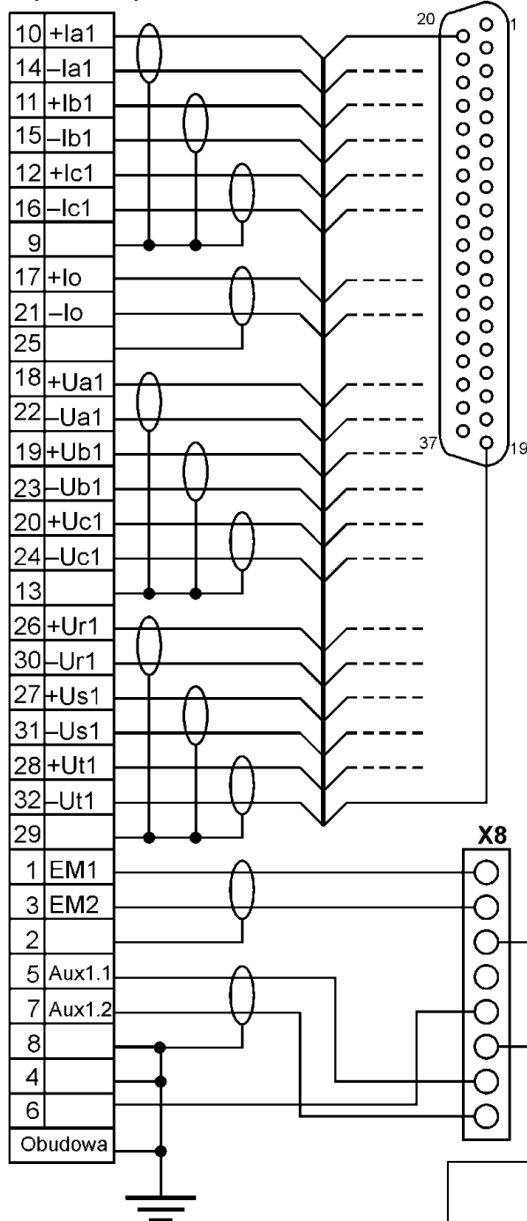 10 +Ia1
14 –Ia1
11 +Ib1
15 –Ib1
12 +Ic1
16 –Ic1
9
17 +Io
21 –Io
25
18 +Ua1
22 –Ua1
19 +Ub1
23 –Ub1
20 +Uc1
24 –Uc1
13
26 +Ur1
30 –Ur1
27 +Us1
31 –Us1
28 +Ut1
32 –Ut1
29
1 EM1
3 EM2
2
5 Aux1.1
7 Aux1.2
8
4
6
Obudowa
20
1
37
19
X8